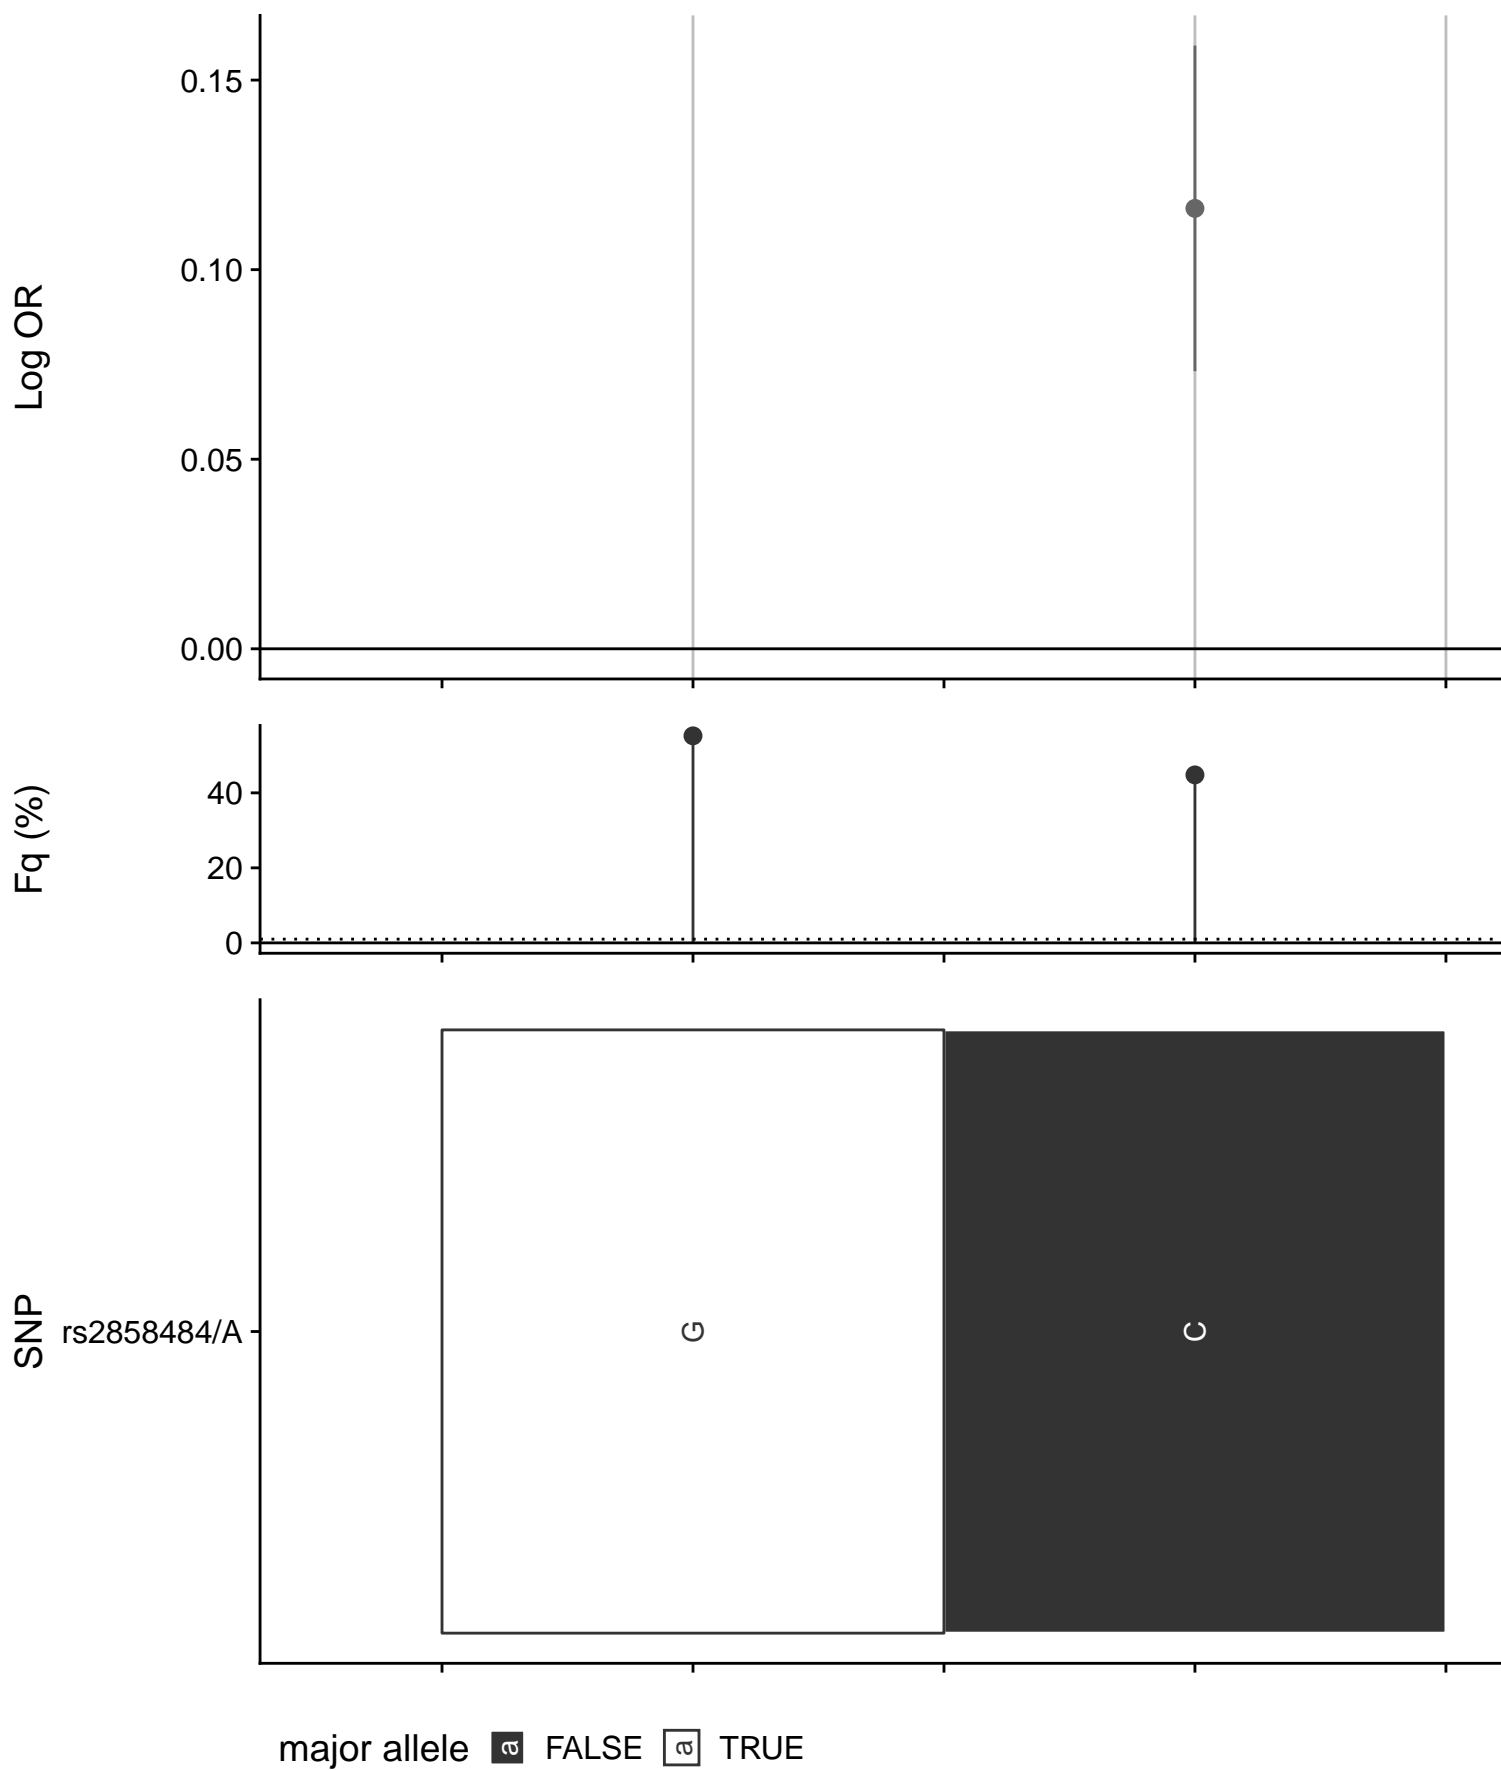 Log OR
0.15
0.10
0.05
0.00
Fq (%)
40
20
0
SNP
rs2858484/A
G
C
major allele a FALSE a TRUE